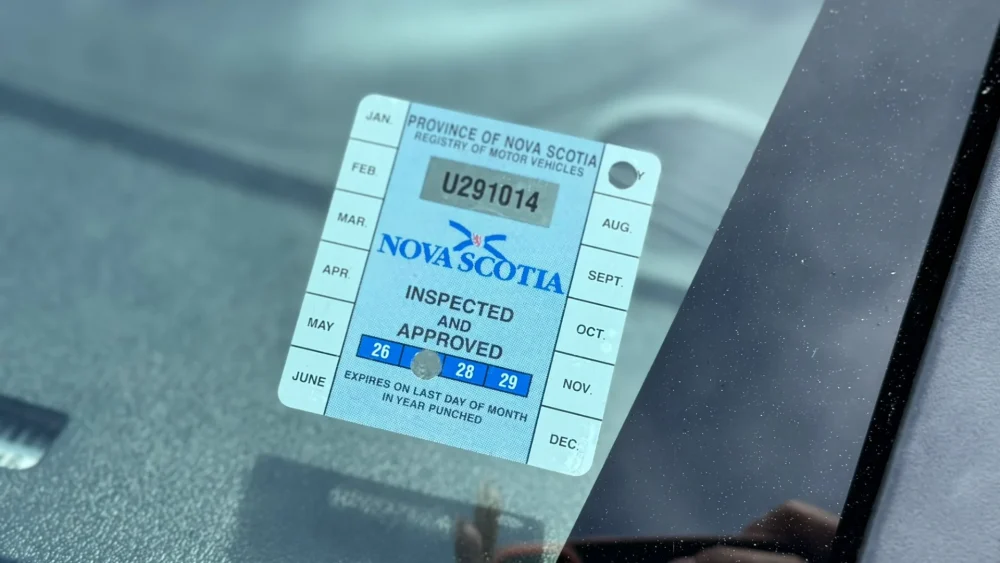 PROVINCE OF NOVA SCOTIA
REGISTRY OF MOTOR VEHICLES
U291014
NOVA SCOTIA
INSPECTED
AND
APPROVED
26 28 29
EXPIRES ON LAST DAY OF MONTH
IN YEAR PUNCHED
JAN.
FEB.
MAR.
APR.
MAY
JUNE
Y
AUG.
SEPT.
OCT.
NOV.
DEC.